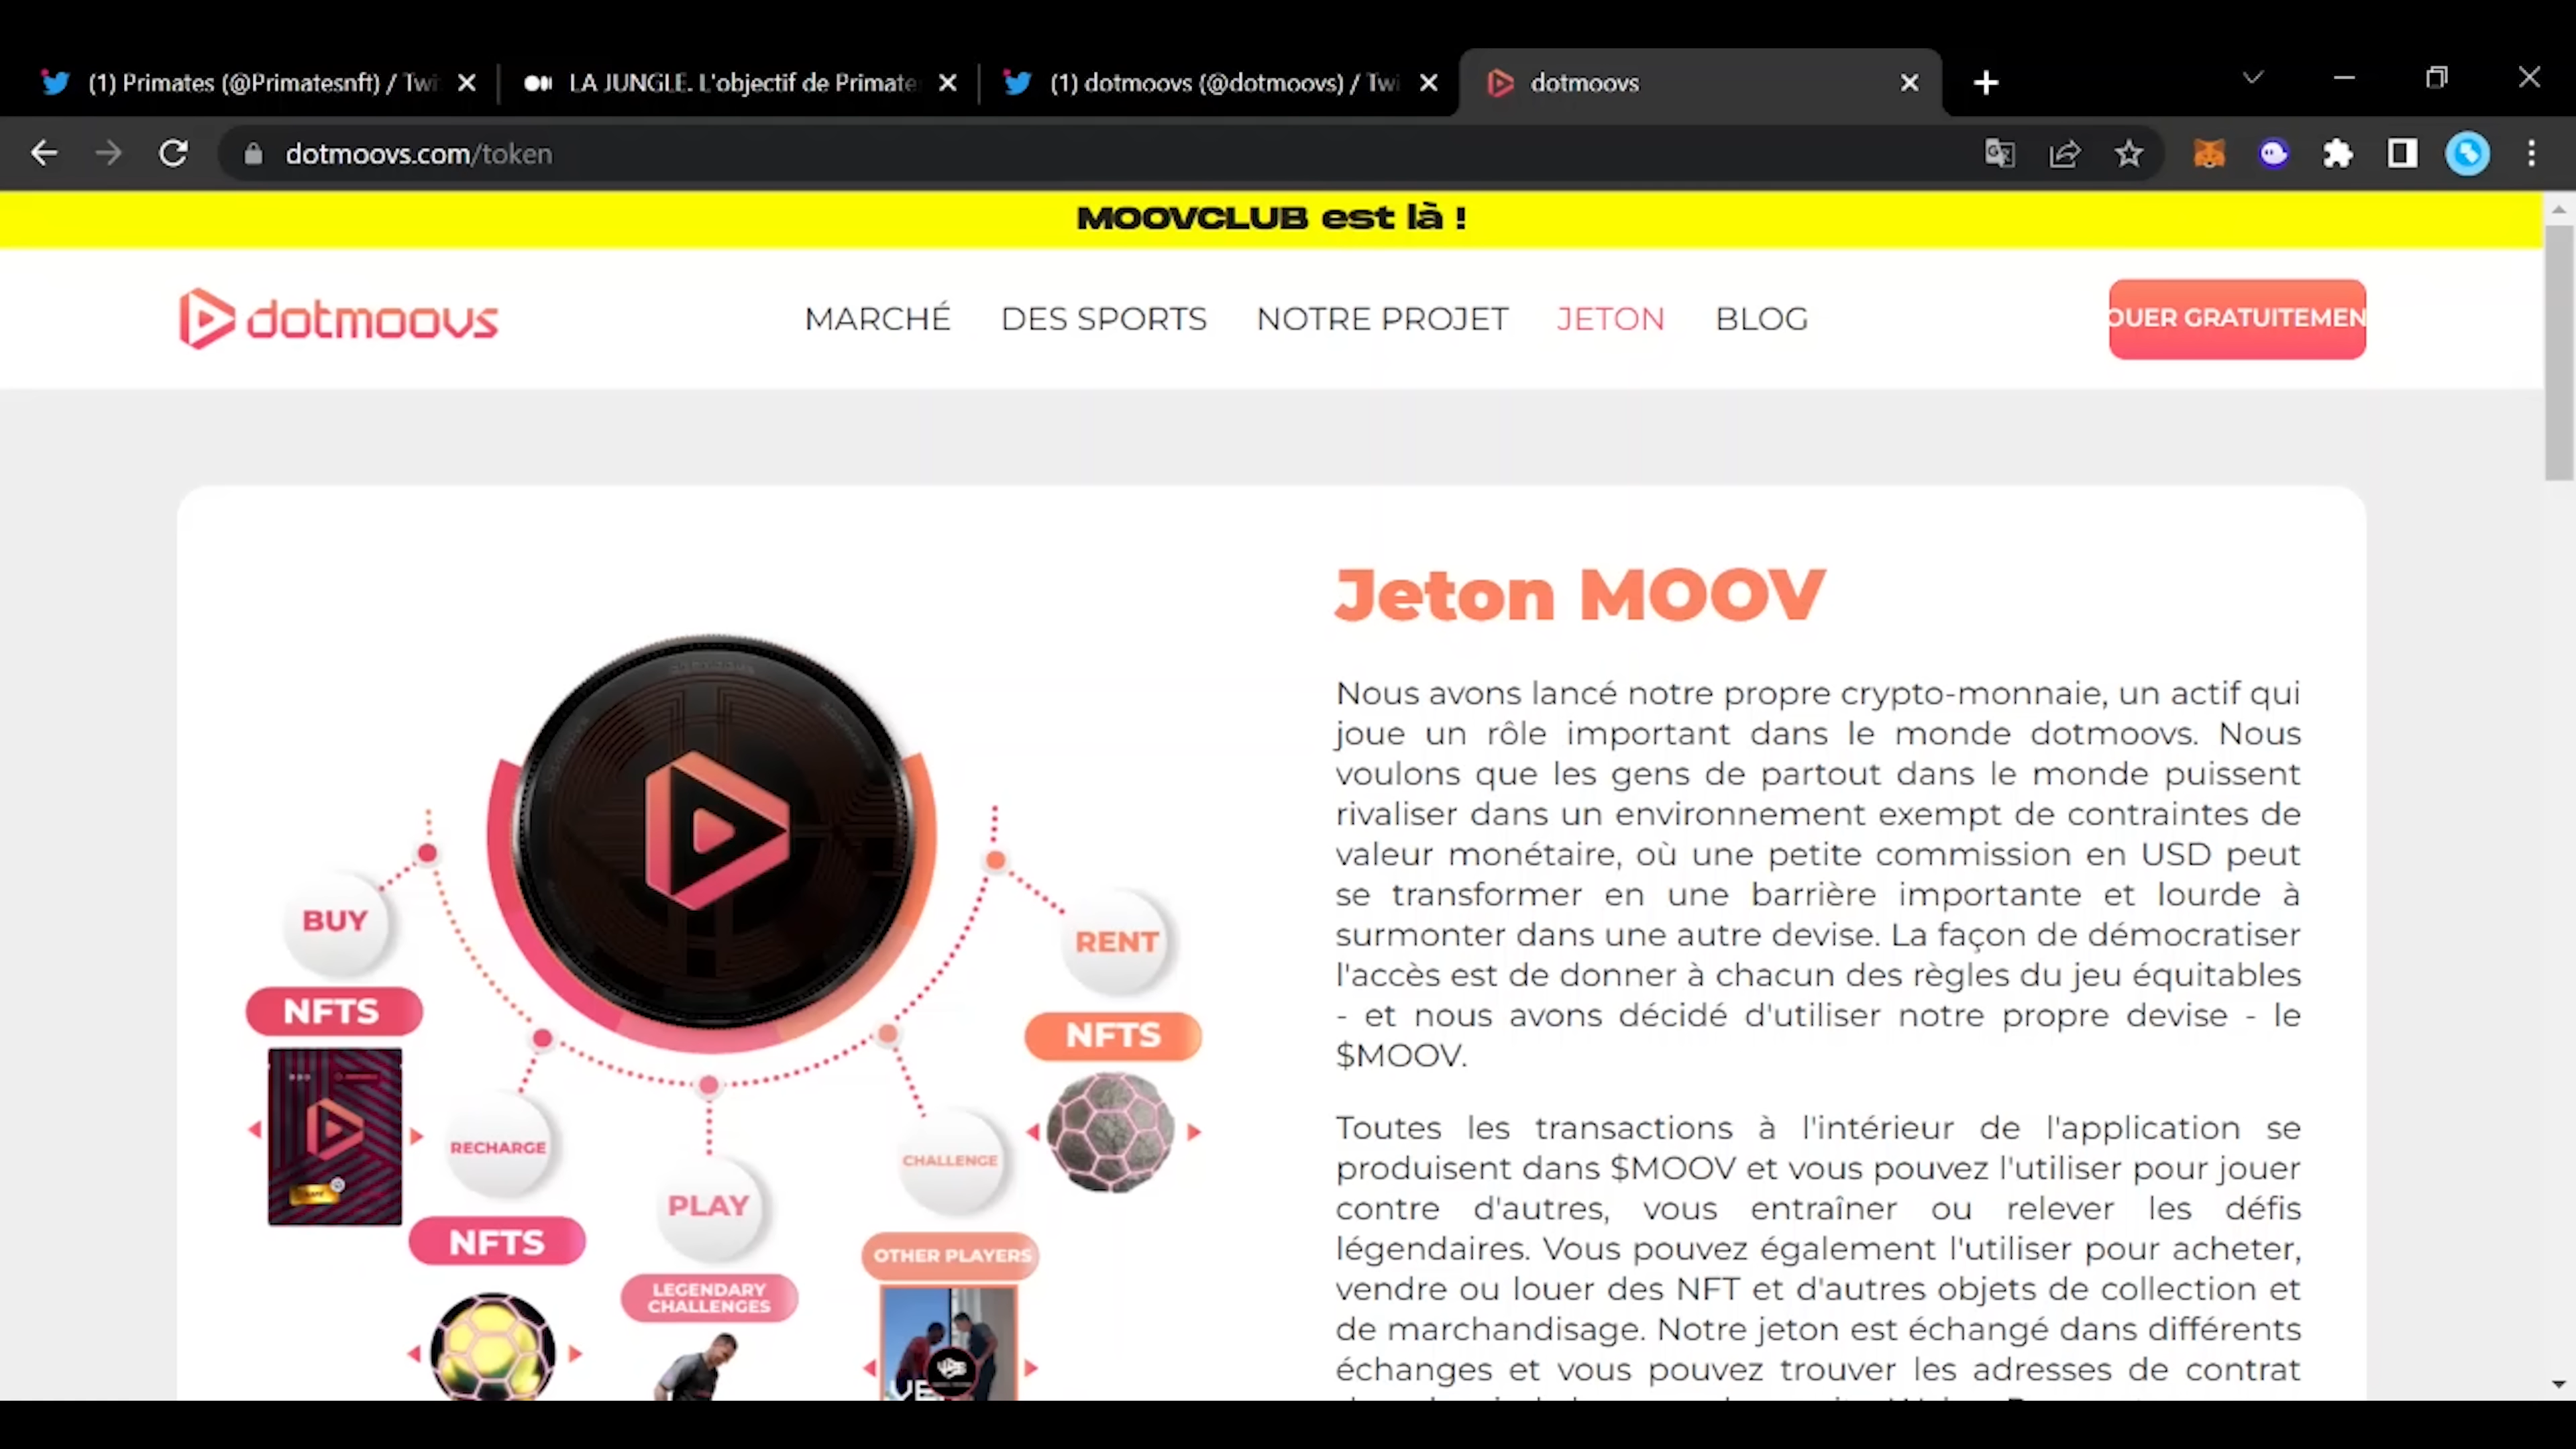 (1) Primates (@Primatesnft) / Twi
LA JUNGLE. L'objectif de Primate
(1) dotmoovs (@dotmoovs) / Twi
dotmoovs
dotmoovs.com/token
MOOVCLUB est là !
dotmoovs
MARCHÉ
DES SPORTS
NOTRE PROJET
JETON
BLOG
OUER GRATUITEMEN
Jeton MOOV
Nous avons lancé notre propre crypto-monnaie, un actif qui
joue un rôle important dans le monde dotmoovs. Nous
voulons que les gens de partout dans le monde puissent
rivaliser dans un environnement exempt de contraintes de
valeur monétaire, où une petite commission en USD peut
se transformer en une barrière importante et lourde à
surmonter dans une autre devise. La façon de démocratiser
l'accès est de donner à chacun des règles du jeu équitables
- et nous avons décidé d'utiliser notre propre devise - le
$MOOV.
Toutes les transactions à l'intérieur de l'application se
produisent dans $MOOV et vous pouvez l'utiliser pour jouer
contre d'autres, vous entraîner ou relever les défis
légendaires. Vous pouvez également l'utiliser pour acheter,
vendre ou louer des NFT et d'autres objets de collection et
de marchandisage. Notre jeton est échangé dans différents
échanges et vous pouvez trouver les adresses de contrat
BUY
NFTS
RECHARGE
NFTS
PLAY
LEGENDARY
CHALLENGES
CHALLENGE
OTHER PLAYERS
RENT
NFTS